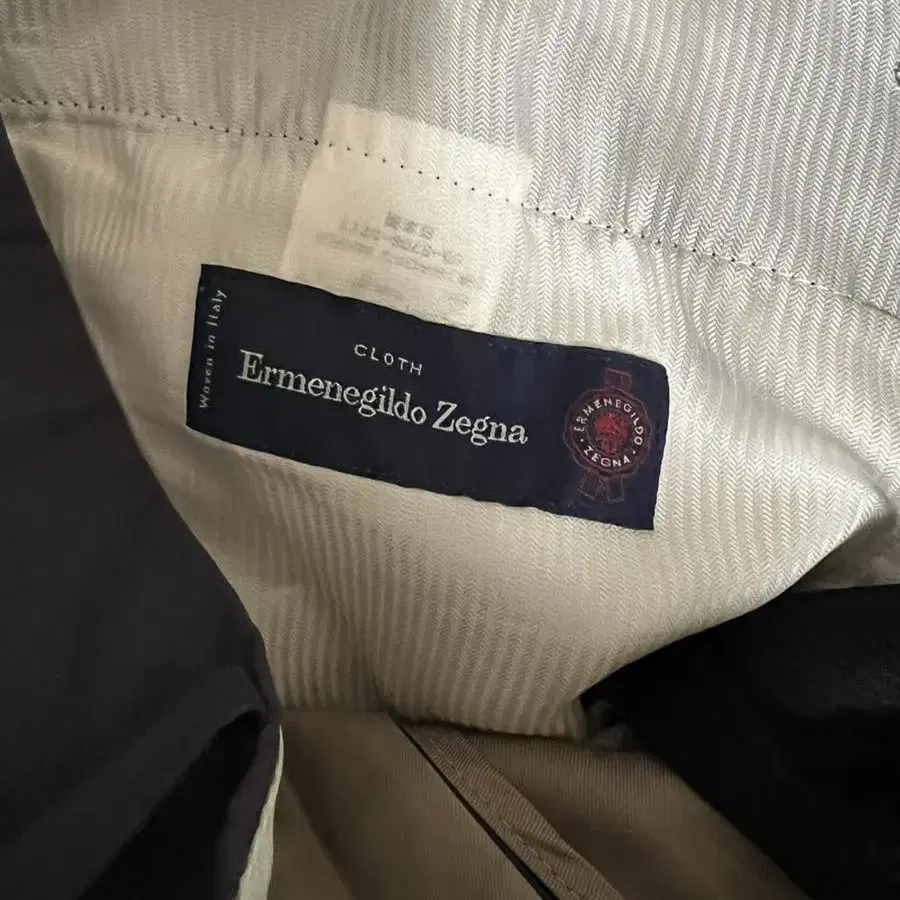 Woven in Italy
CLOTH
Ermenegildo Zegna
ERMENEGILDO
ZEGNA